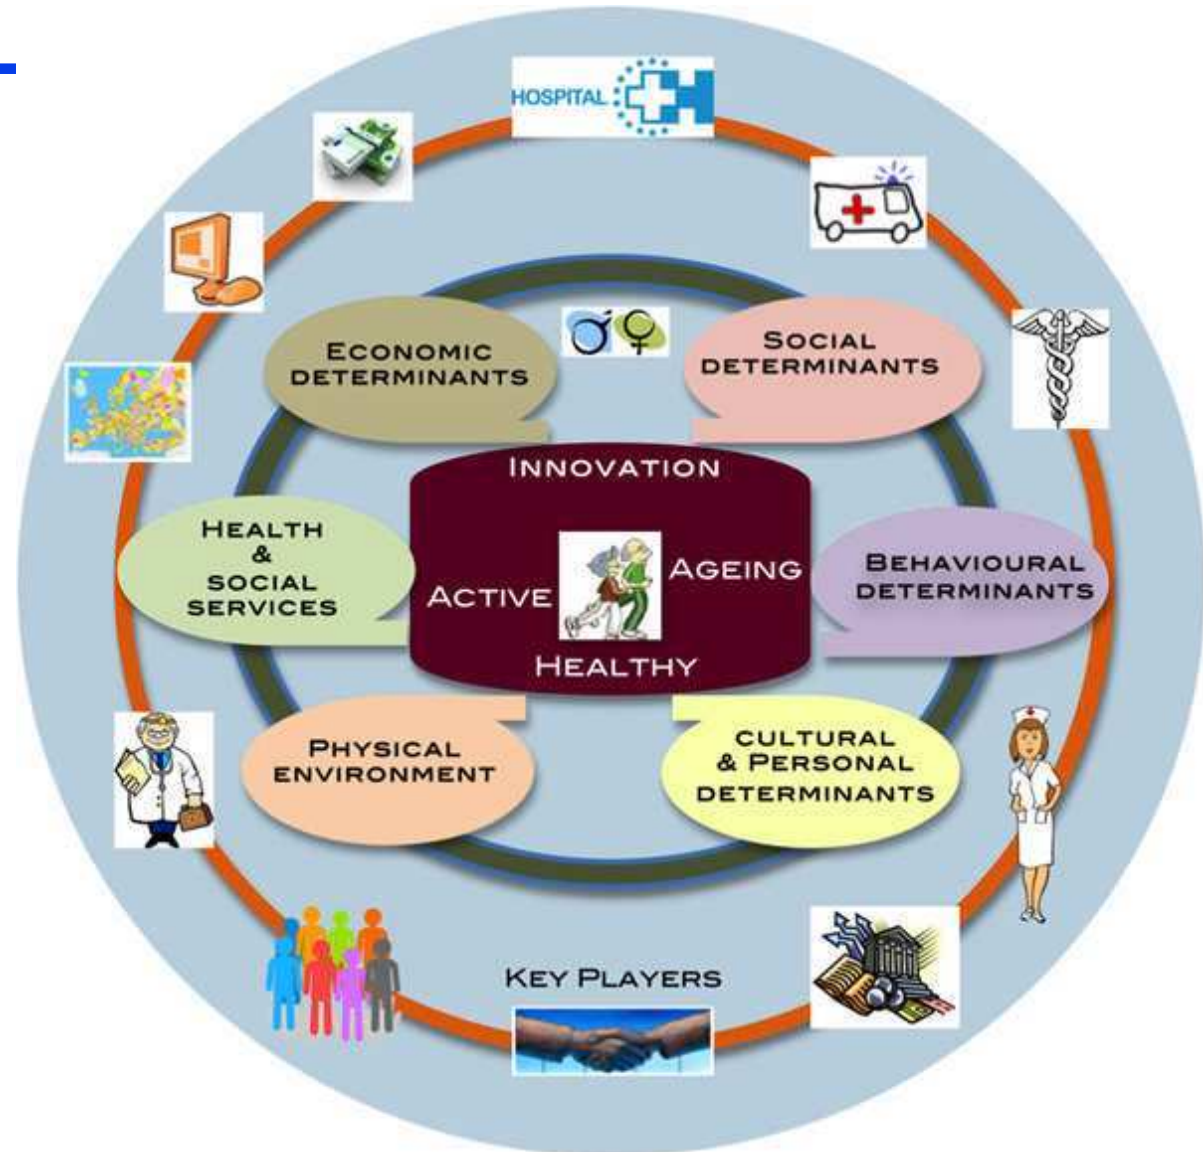 HOSPITAL
ECONOMIC
DETERMINANTS
SOCIAL
DETERMINANTS
INNOVATION
HEALTH
&
SOCIAL
SERVICES
ACTIVE
AGEING
BEHAVIOURAL
DETERMINANTS
HEALTHY
PHYSICAL
ENVIRONMENT
CULTURAL
& PERSONAL
DETERMINANTS
KEY PLAYERS